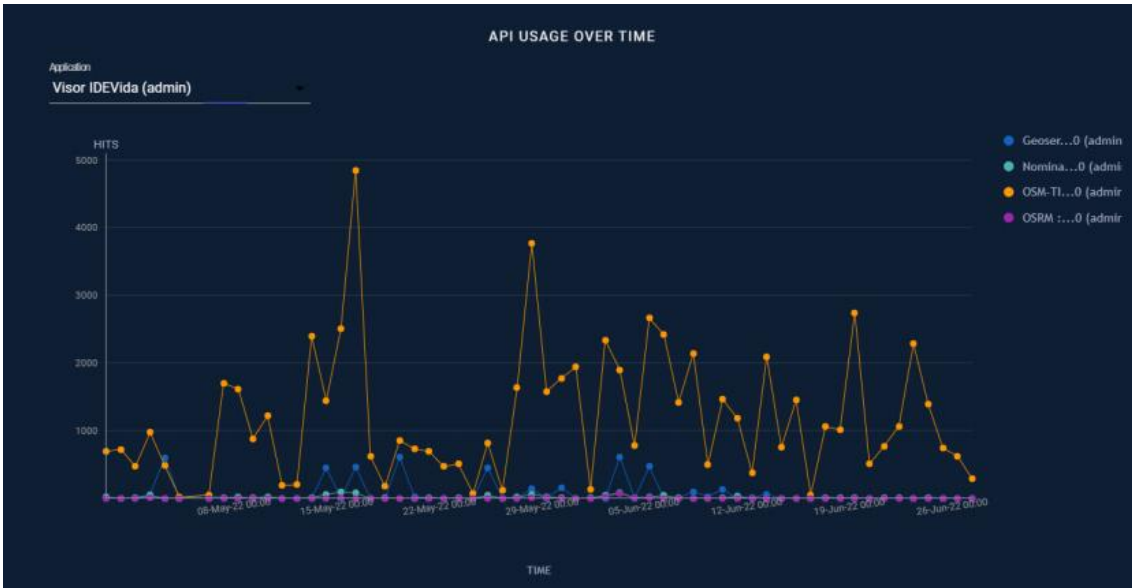 API USAGE OVER TIME
Application
Visor IDEVida (admin)
HITS
5000
4000
3000
2000
1000
Geoser...0 (admin
Nomina...0 (admi
OSM-TI...0 (admir
OSRM :...0 (admir
08-May-22 00:00
15-May-22 00:00
22-May-22 00:00
29-May-22 00:00
05-Jun-22 00:00
12-Jun-22 00:00
19-Jun-22 00:00
26-Jun-22 00:00
TIME